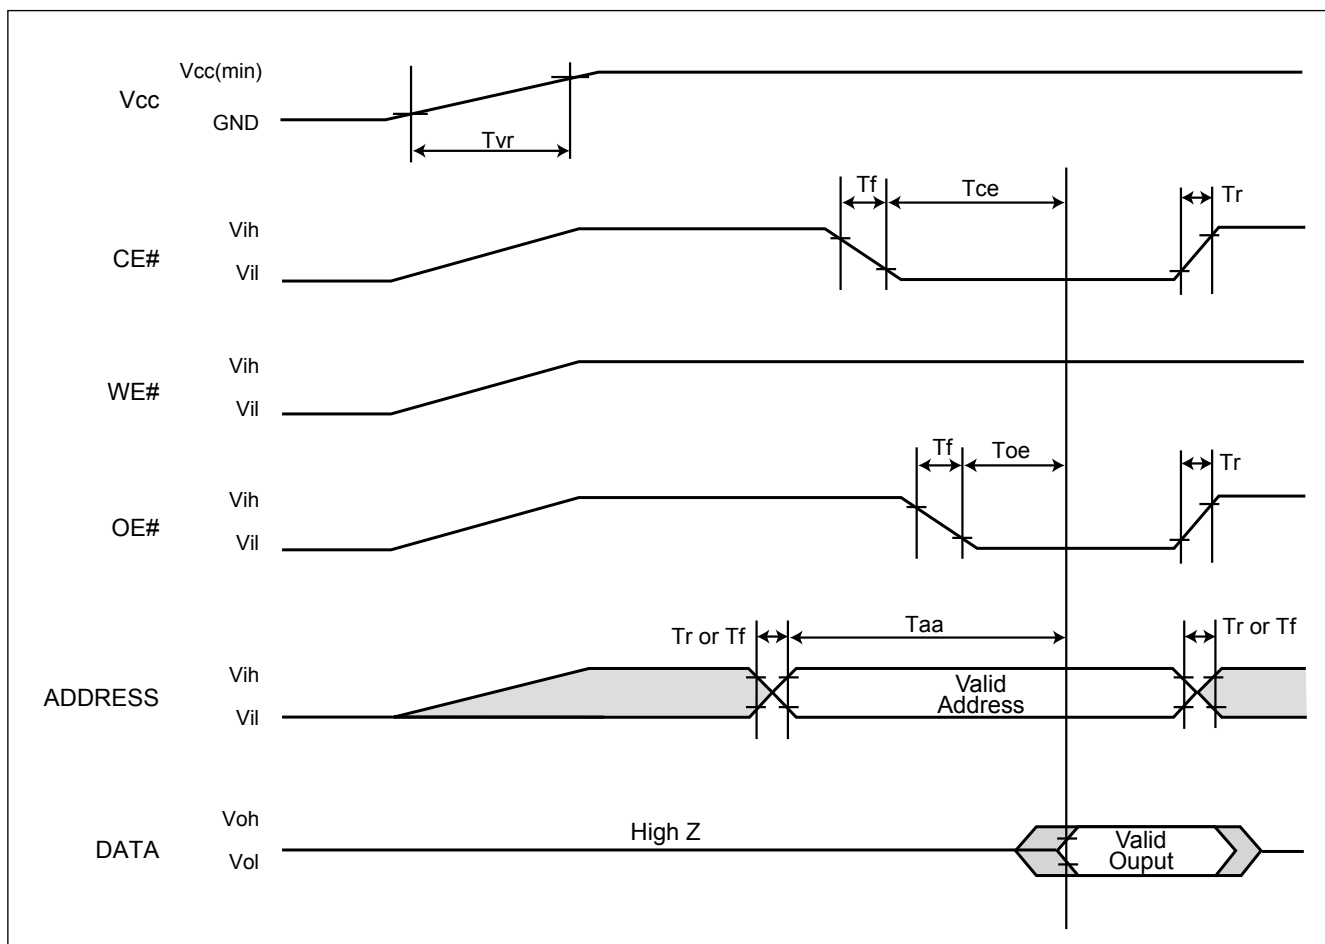 Vcc(min)
Vcc
GND
Tvr
Tf
Tce
Tr
Vih
CE#
Vil
Vih
WE#
Vil
Tf
Toe
Tr
Vih
OE#
Vil
Tr or Tf
Taa
Tr or Tf
Vih
ADDRESS
Valid
Address
Vil
Voh
High Z
DATA
Valid
Ouput
Vol